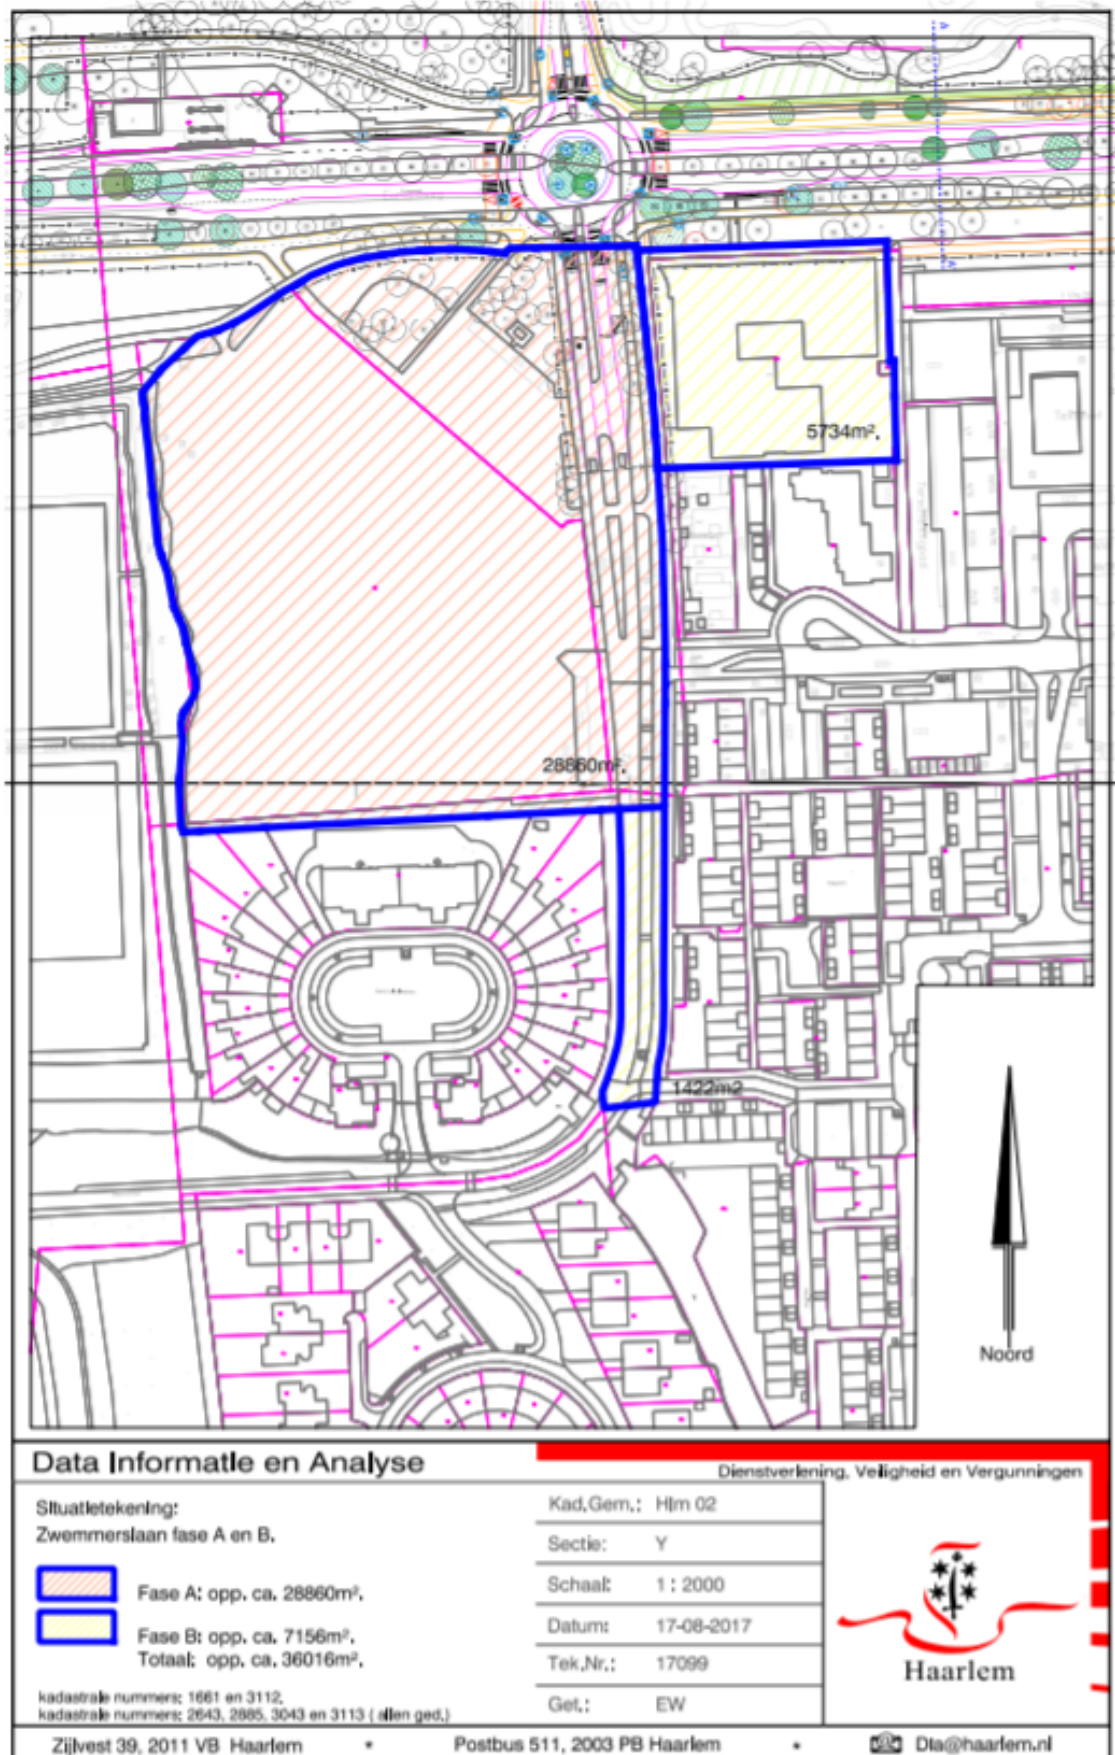 A
A
5734m².
28860m².
1422m2
Noord
Data Informatie en Analyse
Dienstverlening, Veiligheid en Vergunningen
Situatietekening:
Zwemmerslaan fase A en B.
Fase A: opp. ca. 28860m².
Fase B: opp. ca. 7156m².
Totaal: opp. ca. 36016m².
kadastrale nummers: 1661 en 3112,
kadastrale nummers: 2643, 2885, 3043 en 3113 ( allen ged.)
Kad.Gem.: Hlm 02
Sectie: Y
Schaal: 1 : 2000
Datum: 17-08-2017
Tek.Nr.: 17099
Get.: EW
Haarlem
Zijlvest 39, 2011 VB Haarlem * Postbus 511, 2003 PB Haarlem * Dia@haarlem.nl